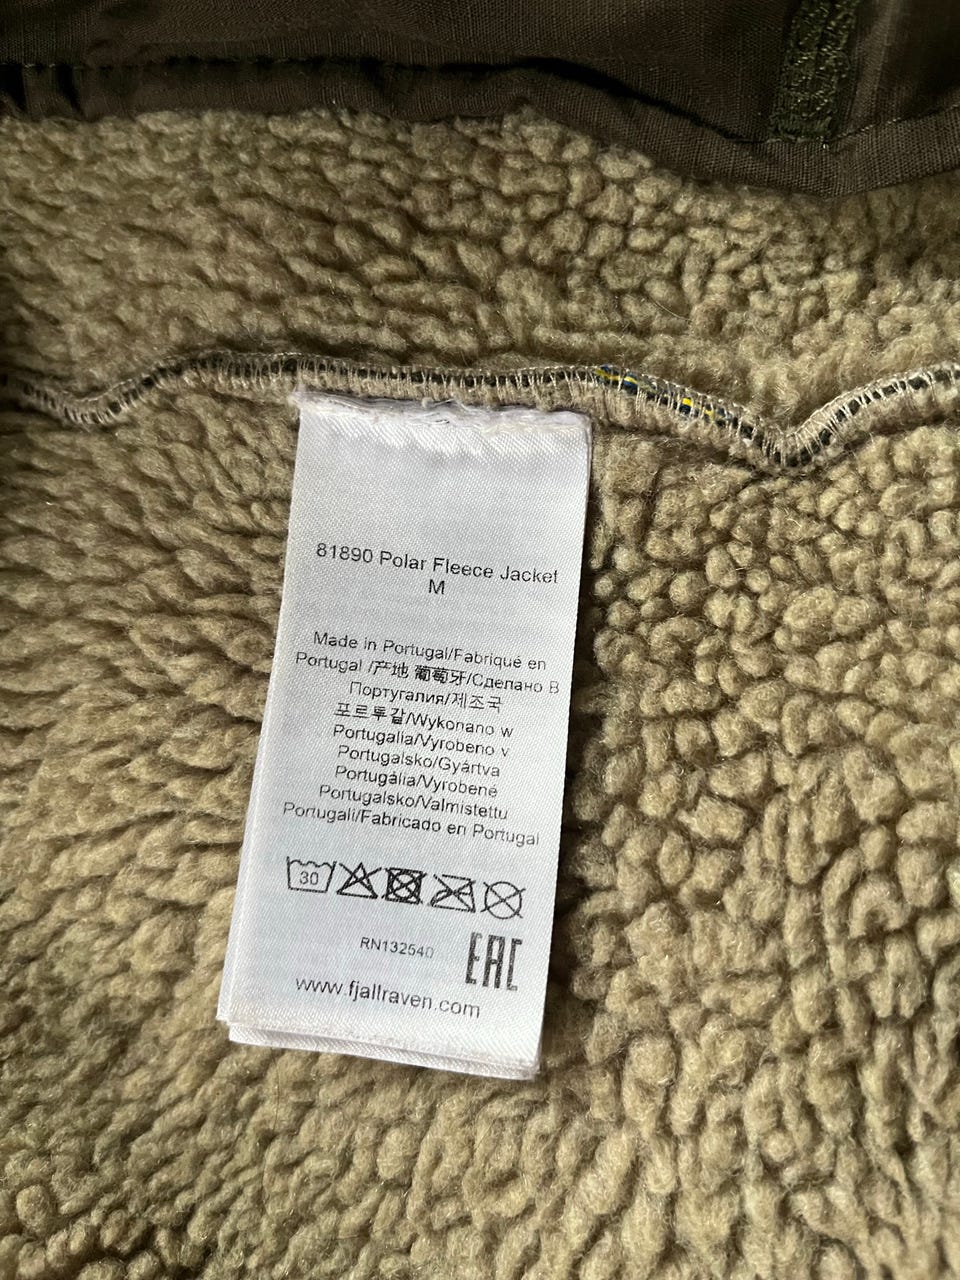 81890 Polar Fleece Jacket
M
Made in Portugal/Fabriqué en
Portugal /产地 葡萄牙/Сделано в
Португалия/제조국
포르투갈/Wykonano w
Portugalia/Vyrobeno v
Portugalsko/Gyártva
Portugália/Vyrobené
Portugalsko/Valmistettu
Portugali/Fabricado en Portugal
30
RN132540
EAC
www.fjallraven.com